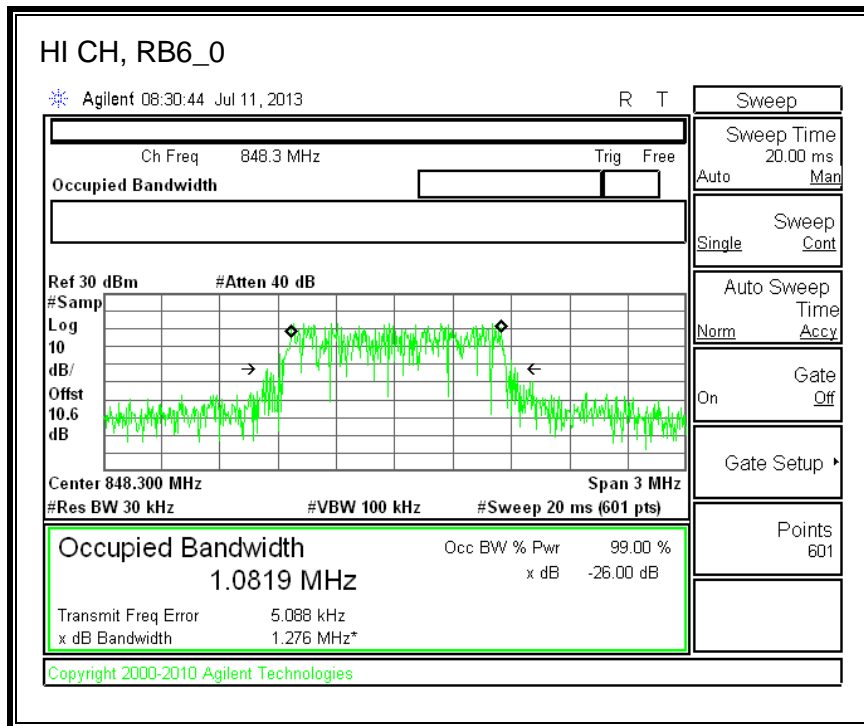 HI CH, RB6_0
Agilent 08:30:44 Jul 11, 2013 R T
Ch Freq 848.3 MHz Trig Free
Occupied Bandwidth
Ref 30 dBm #Atten 40 dB
#Samp
Log
10
dB/
Offst
10.6
dB
Center 848.300 MHz Span 3 MHz
#Res BW 30 kHz #VBW 100 kHz #Sweep 20 ms (601 pts)
Occupied Bandwidth Occ BW % Pwr 99.00 %
1.0819 MHz x dB -26.00 dB
Transmit Freq Error 5.088 kHz
x dB Bandwidth 1.276 MHz*
Copyright 2000-2010 Agilent Technologies
Sweep
Sweep Time
20.00 ms
Auto Man
Sweep
Single Cont
Auto Sweep
Time
Norm Accy
Gate
On Off
Gate Setup
Points
601